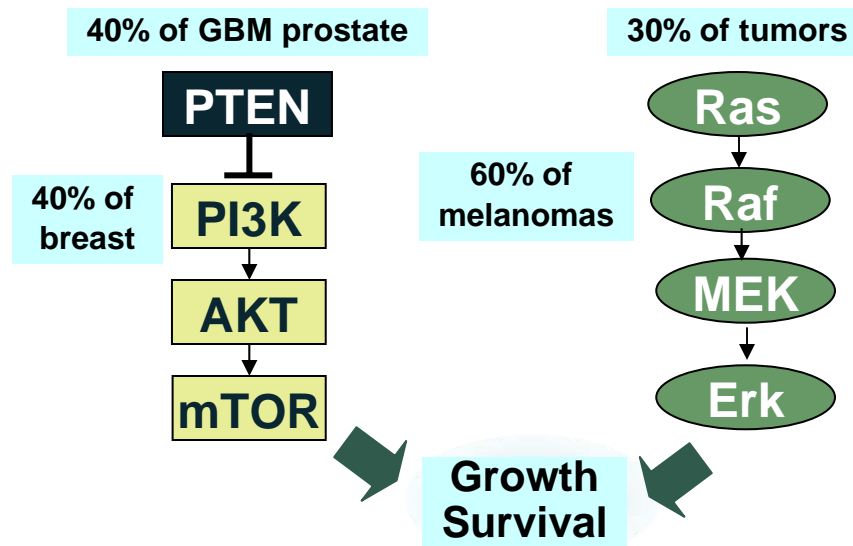 40% of GBM prostate
30% of tumors
PTEN
Ras
40% of
breast
PI3K
60% of
melanomas
Raf
AKT
MEK
mTOR
Erk
Growth
Survival